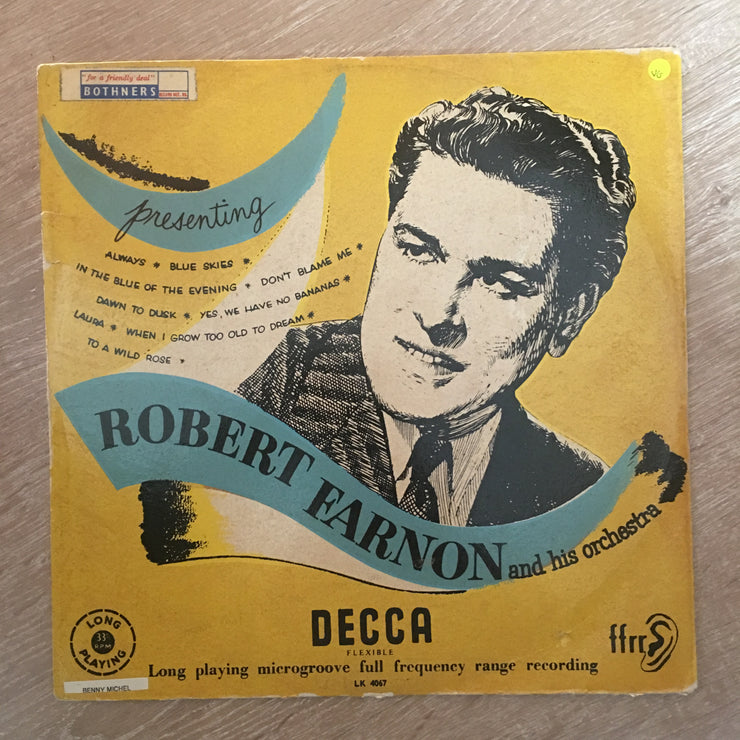 "for a friendly deal"
BOTHNERS
VG
presenting
ALWAYS * BLUE SKIES *
IN THE BLUE OF THE EVENING * DON'T BLAME ME *
DAWN TO DUSK * YES, WE HAVE NO BANANAS *
LAURA * WHEN I GROW TOO OLD TO DREAM *
TO A WILD ROSE *
ROBERT FARNON and his orchestra
LONG
33⅓
RPM
PLAYING
DECCA
FLEXIBLE
ffrr
Long playing microgroove full frequency range recording
LK 4067
BENNY MICHEL